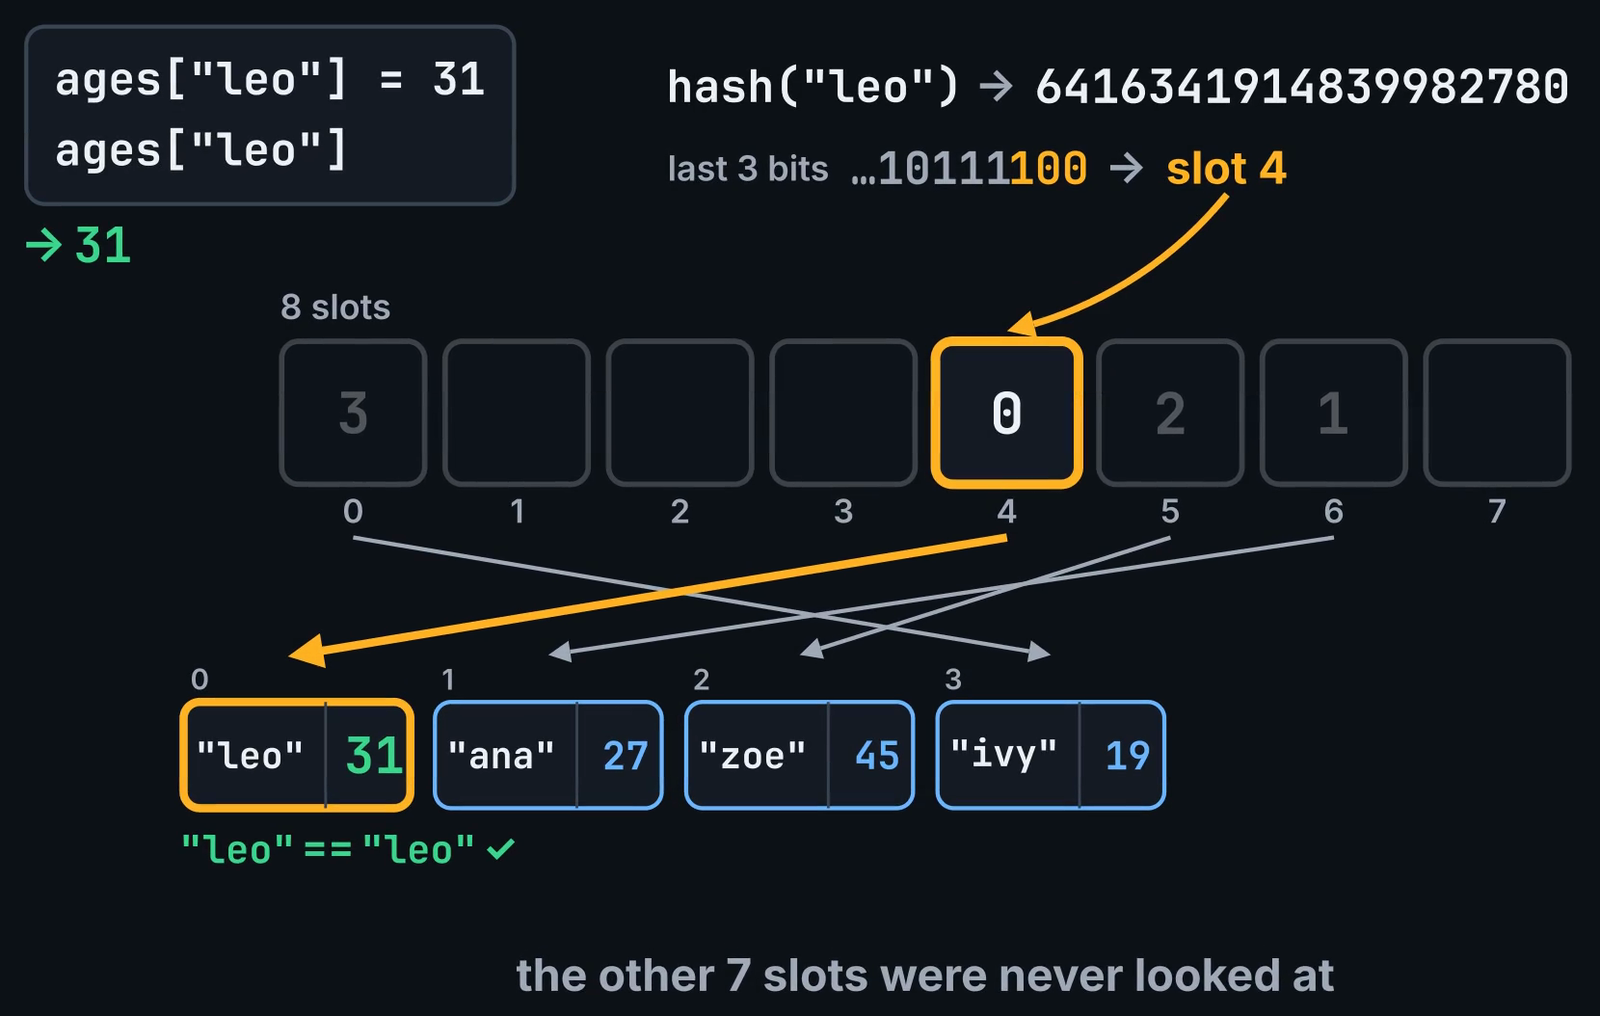 ages["leo"] = 31
ages["leo"]
→ 31
hash("leo") → 6416341914839982780
last 3 bits …10111100 → slot 4
8 slots
3 0 2 1
0 1 2 3 4 5 6 7
0 1 2 3
"leo" 31 "ana" 27 "zoe" 45 "ivy" 19
"leo" == "leo" ✓
the other 7 slots were never looked at